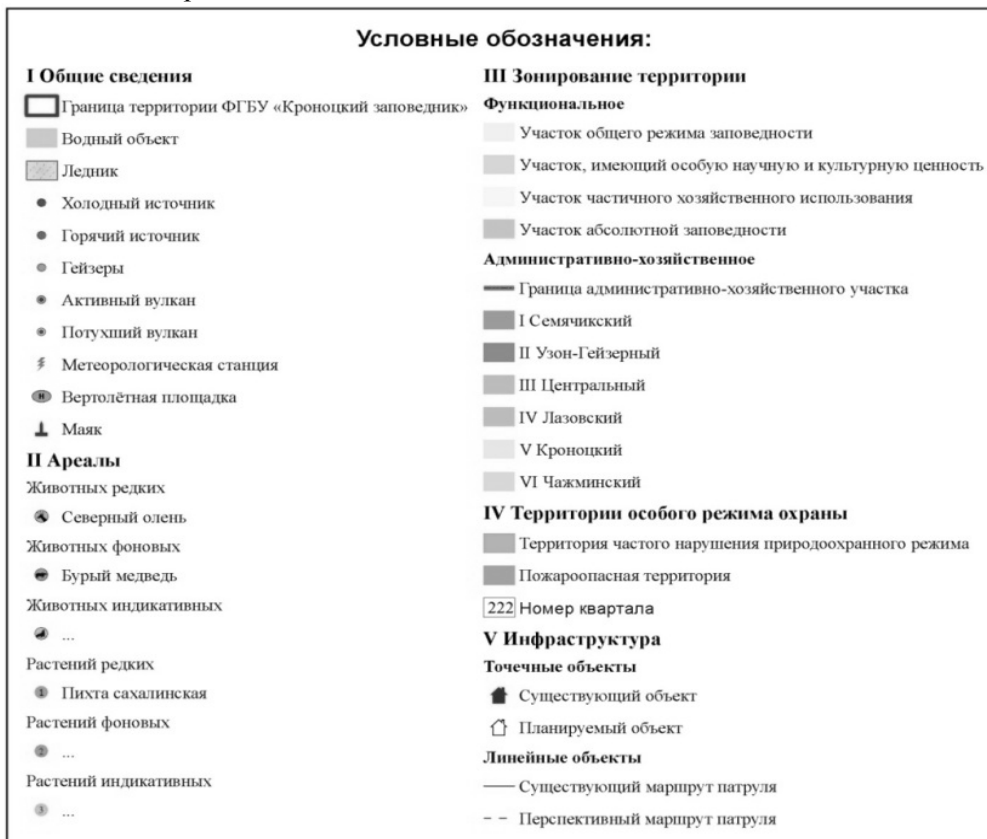 Условные обозначения:
I Общие сведения
Граница территории ФГБУ «Кроноцкий заповедник»
Водный объект
Ледник
Холодный источник
Горячий источник
Гейзеры
Активный вулкан
Потухший вулкан
Метеорологическая станция
H Вертолётная площадка
Маяк
II Ареалы
Животных редких
Северный олень
Животных фоновых
Бурый медведь
Животных индикативных
...
Растений редких
1 Пихта сахалинская
Растений фоновых
2 ...
Растений индикативных
3 ...
III Зонирование территории
Функциональное
Участок общего режима заповедности
Участок, имеющий особую научную и культурную ценность
Участок частичного хозяйственного использования
Участок абсолютной заповедности
Административно-хозяйственное
Граница административно-хозяйственного участка
I Семячикский
II Узон-Гейзерный
III Центральный
IV Лазовский
V Кроноцкий
VI Чажминский
IV Территории особого режима охраны
Территория частого нарушения природоохранного режима
Пожароопасная территория
222 Номер квартала
V Инфраструктура
Точечные объекты
Существующий объект
Планируемый объект
Линейные объекты
Существующий маршрут патруля
Перспективный маршрут патруля